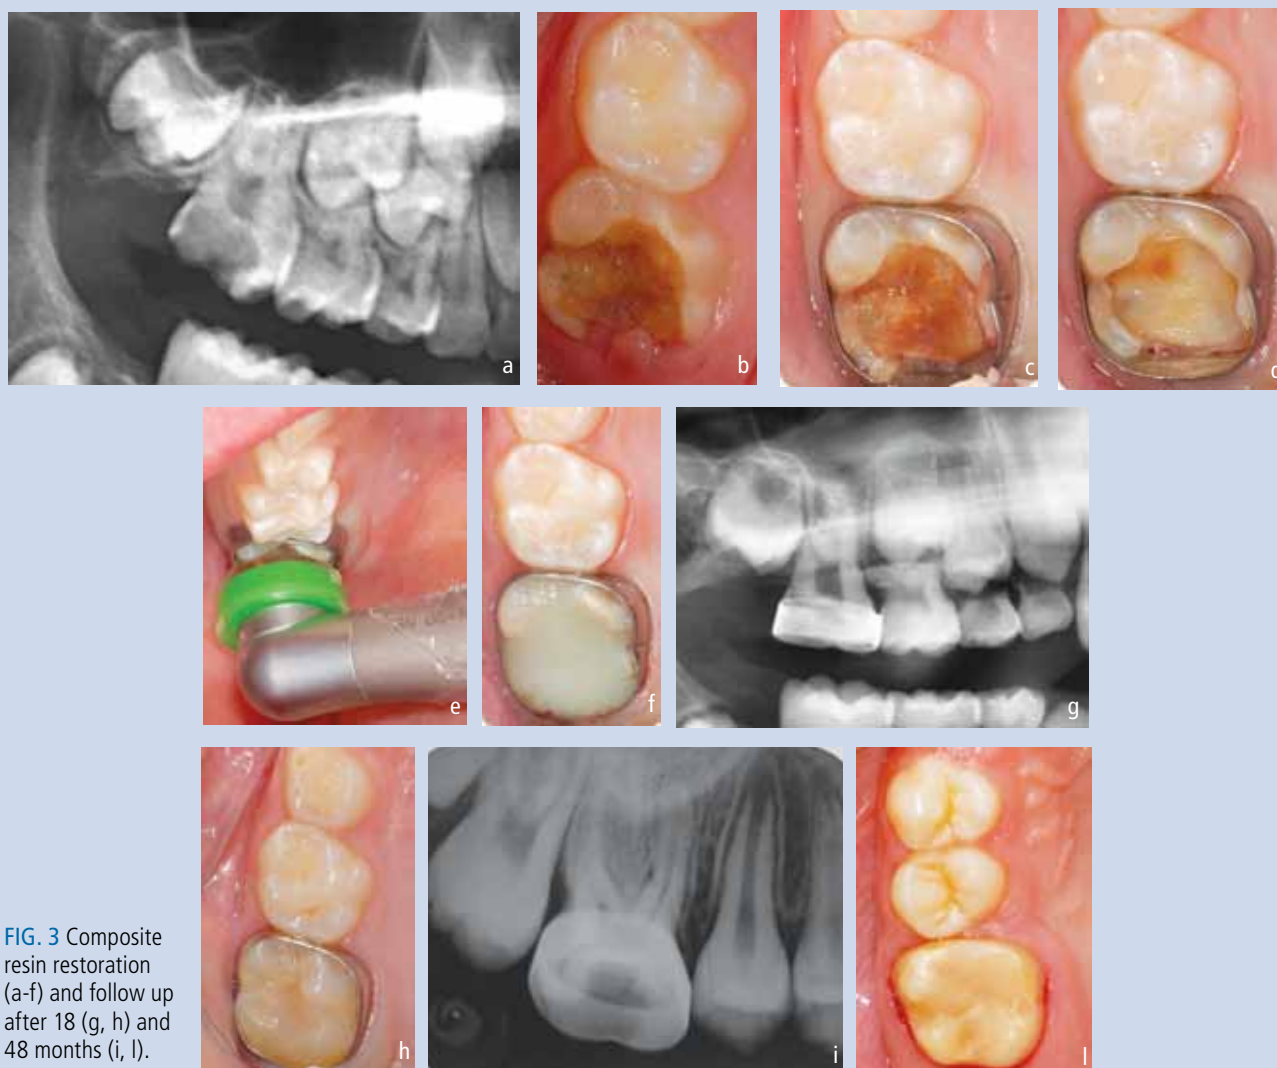 a
b
c
d
e
f
g
h
i
l
FIG. 3 Composite
resin restoration
(a-f) and follow up
after 18 (g, h) and
48 months (i, l).